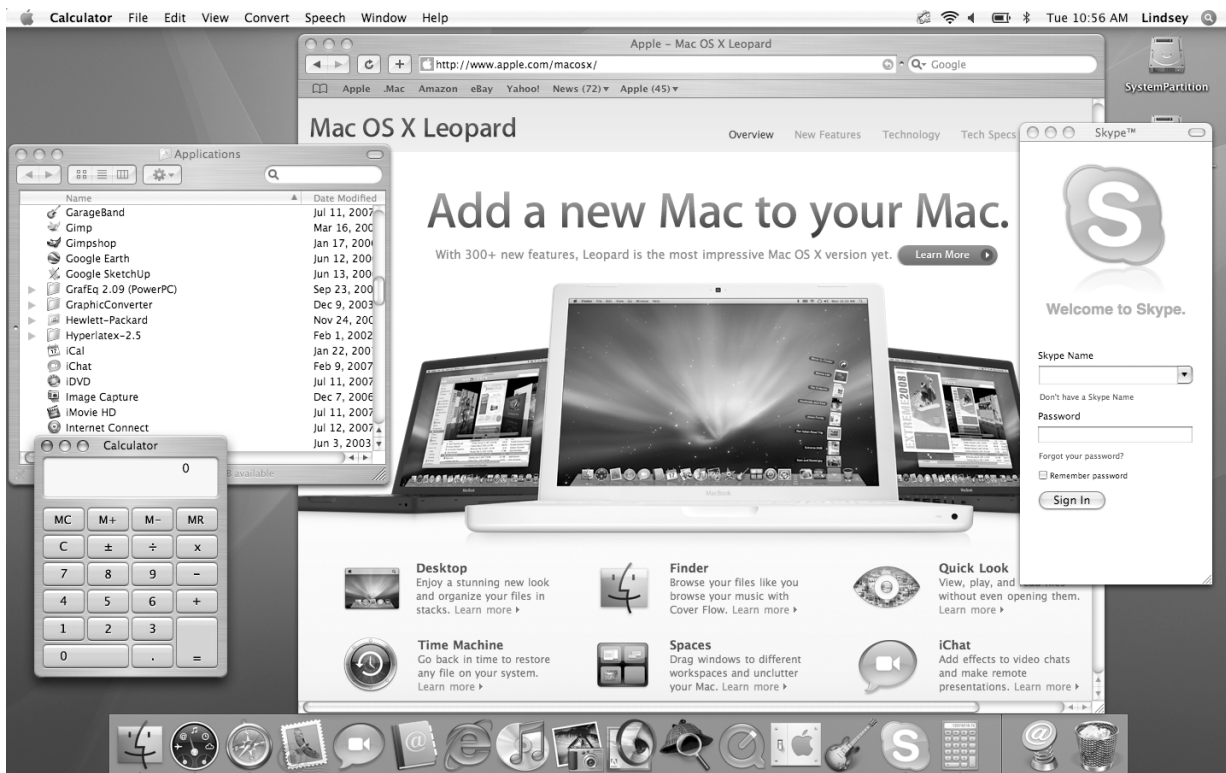 Calculator File Edit View Convert Speech Window Help
Tue 10:56 AM Lindsey
SystemPartition
Apple – Mac OS X Leopard
http://www.apple.com/macosx/
Google
Apple .Mac Amazon eBay Yahoo! News (72) Apple (45)
Mac OS X Leopard
Overview New Features Technology Tech Specs
Add a new Mac to your Mac.
With 300+ new features, Leopard is the most impressive Mac OS X version yet. Learn More
MacBook
Desktop
Enjoy a stunning new look
and organize your files in
stacks. Learn more
Finder
Browse your files like you
browse your music with
Cover Flow. Learn more
Quick Look
View, play, and read files
without even opening them.
Learn more
Time Machine
Go back in time to restore
any file on your system.
Learn more
Spaces
Drag windows to different
workspaces and unclutter
your Mac. Learn more
iChat
Add effects to video chats
and make remote
presentations. Learn more
Applications
Name Date Modified
GarageBand Jul 11, 2007
Gimp Mar 16, 200
Gimpshop Jan 17, 200
Google Earth Jun 12, 200
Google SketchUp Jun 13, 200
GrafEq 2.09 (PowerPC) Sep 23, 200
GraphicConverter Dec 9, 2003
Hewlett-Packard Nov 24, 200
Hyperlatex-2.5 Feb 1, 2002
iCal Jan 22, 200
iChat Feb 9, 2007
iDVD Jul 11, 2007
Image Capture Dec 7, 2006
iMovie HD Jul 11, 2007
Internet Connect Jul 12, 2007
Jun 3, 2003
available
Calculator
0
MC M+ M- MR
C ± ÷ x
7 8 9 -
4 5 6 +
1 2 3
0 . =
Skype™
S
Welcome to Skype.
Skype Name
Don't have a Skype Name
Password
Forgot your password?
Remember password
Sign In